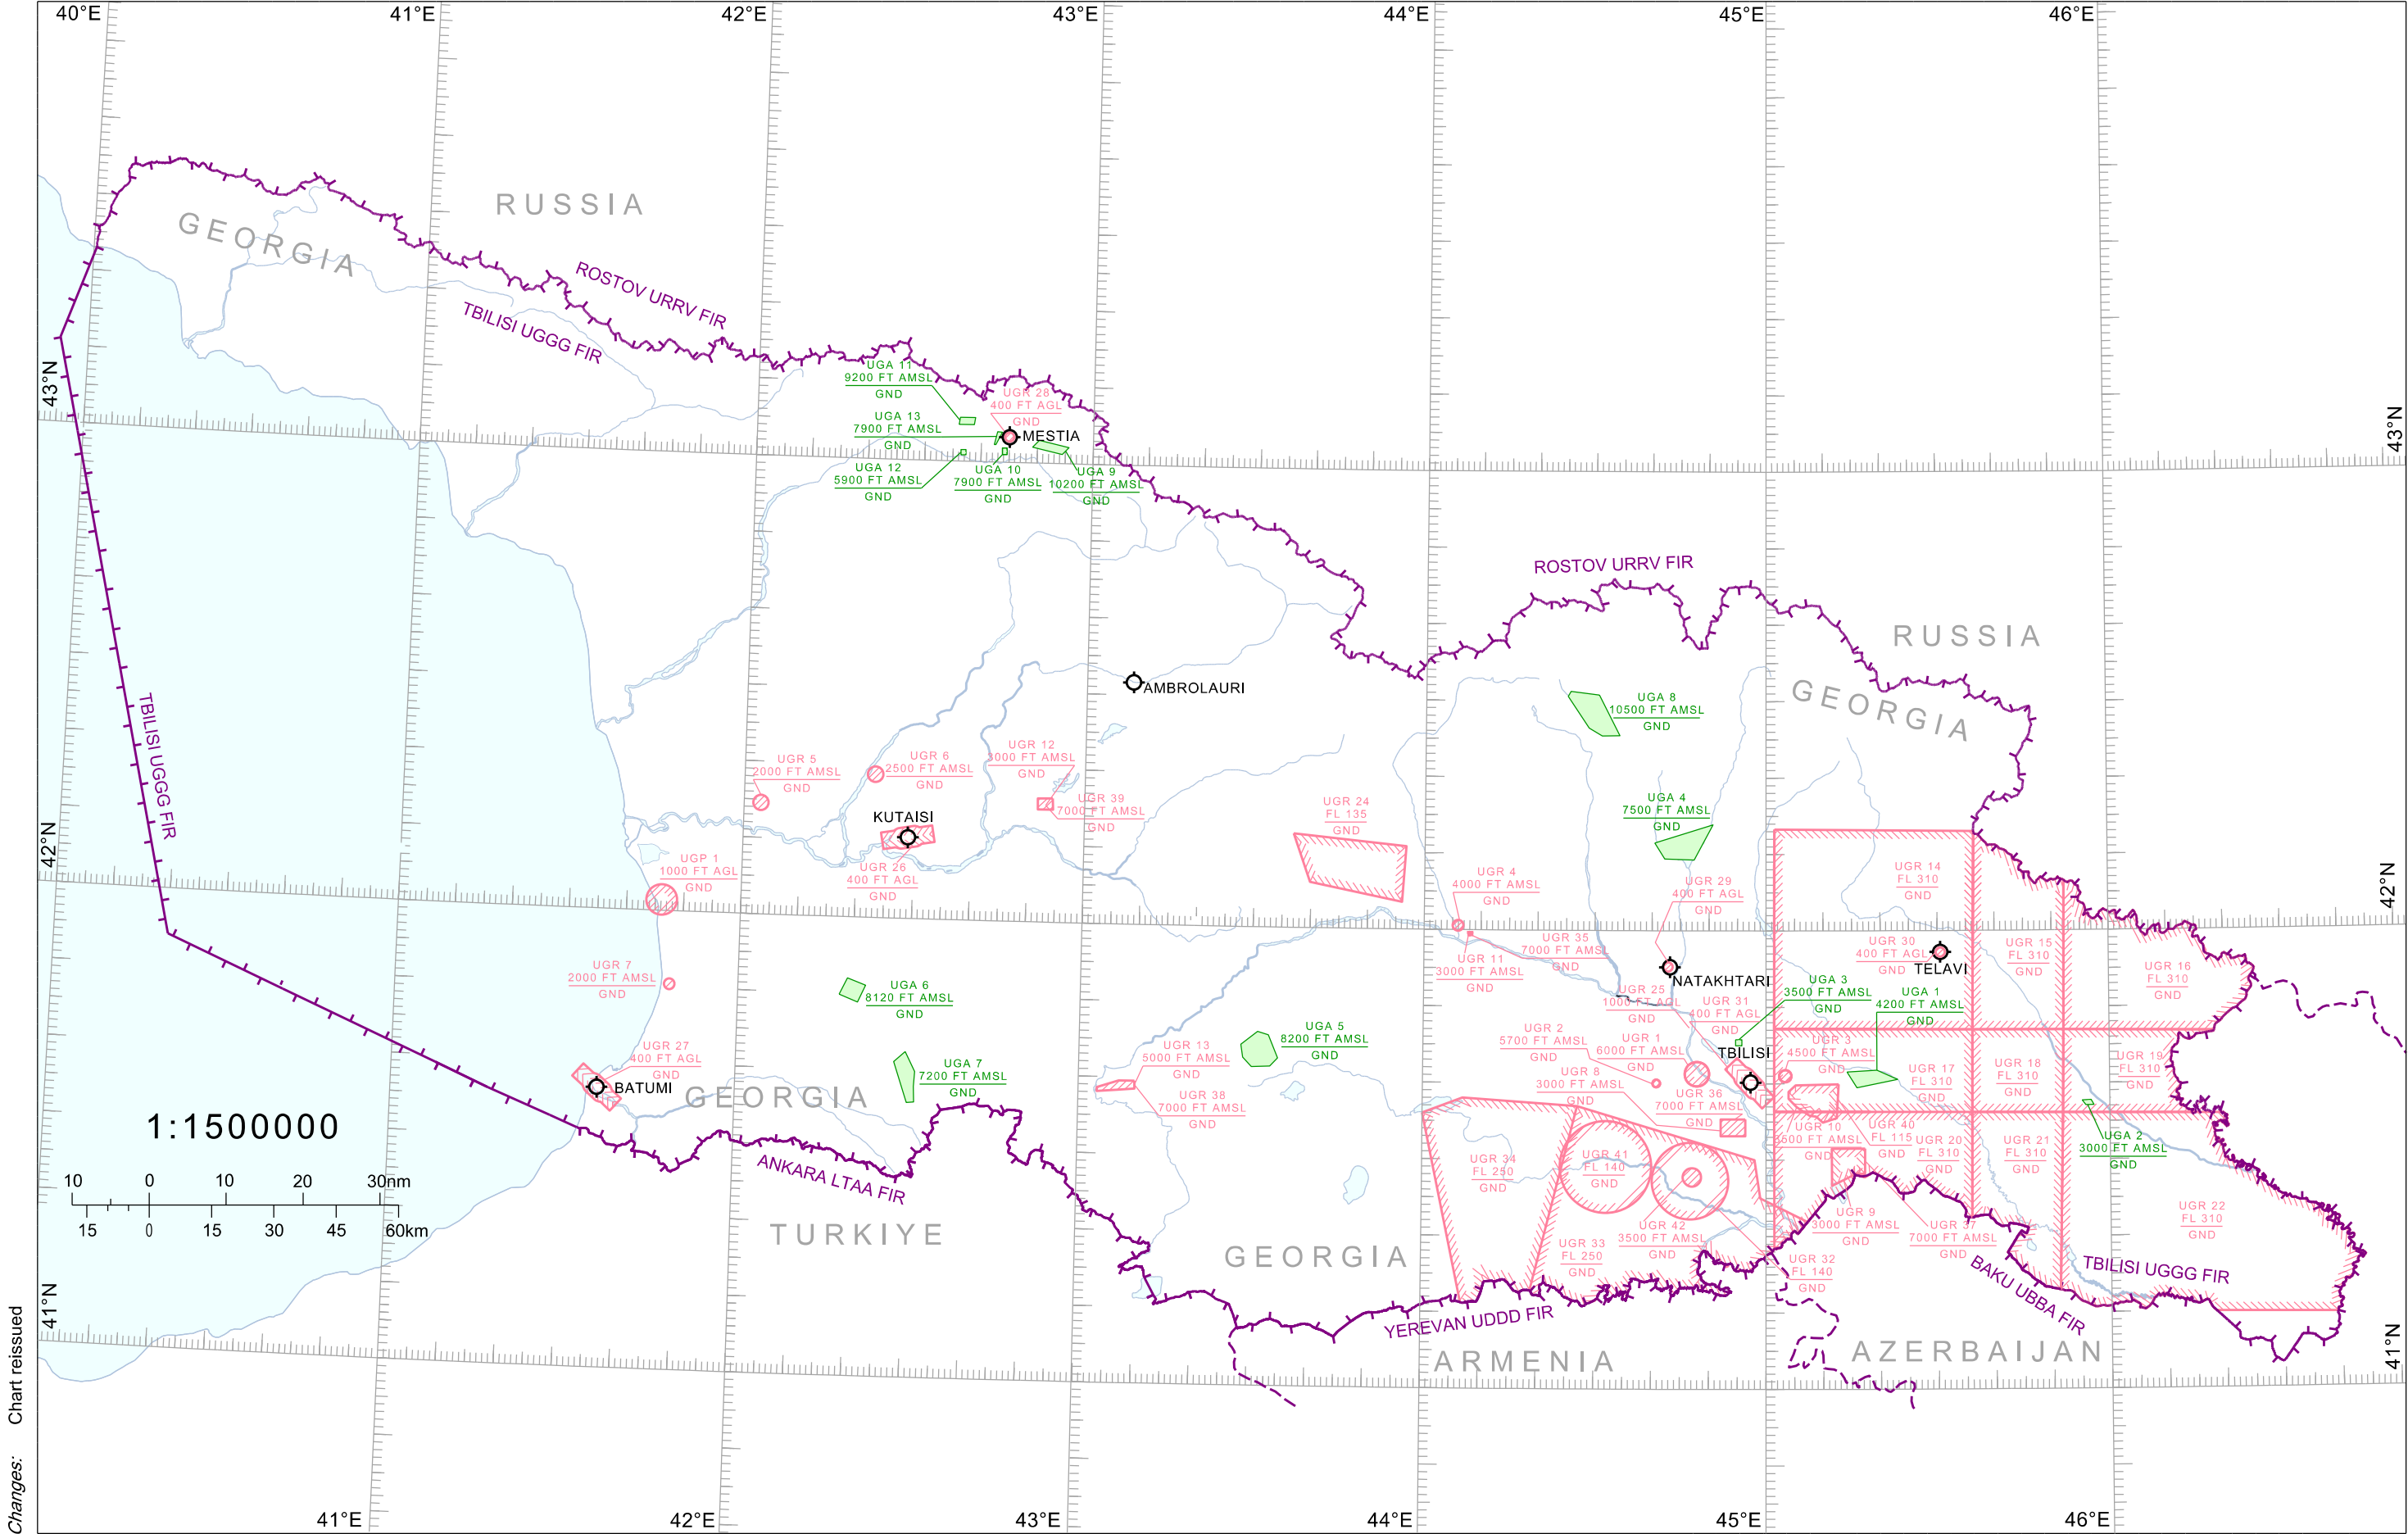 40°E
41°E
42°E
43°E
44°E
45°E
46°E
RUSSIA
GEORGIA
ROSTOV URRV FIR
TBILISI UGGG FIR
43°N
43°N
UGA 11
9200 FT AMSL
GND
UGR 28
400 FT AGL
GND
UGA 13
7900 FT AMSL
GND
MESTIA
UGA 12
5900 FT AMSL
GND
UGA 10
7900 FT AMSL
GND
UGA 9
10200 FT AMSL
GND
ROSTOV URRV FIR
RUSSIA
GEORGIA
AMBROLAURI
UGA 8
10500 FT AMSL
GND
TBILISI UGGG FIR
UGR 5
2000 FT AMSL
GND
UGR 6
2500 FT AMSL
GND
UGR 12
3000 FT AMSL
GND
UGR 39
7000 FT AMSL
GND
KUTAISI
UGR 26
400 FT AGL
GND
UGR 24
FL 135
GND
UGA 4
7500 FT AMSL
GND
42°N
42°N
UGP 1
1000 FT AGL
GND
UGR 4
4000 FT AMSL
GND
UGR 29
400 FT AGL
GND
UGR 14
FL 310
GND
UGR 35
7000 FT AMSL
GND
UGR 11
3000 FT AMSL
GND
NATAKHTARI
UGR 30
400 FT AGL
GND
TELAVI
UGR 15
FL 310
GND
UGR 16
FL 310
GND
UGR 7
2000 FT AMSL
GND
UGA 6
8120 FT AMSL
GND
UGA 3
3500 FT AMSL
GND
UGA 1
4200 FT AMSL
GND
UGR 25
1000 FT AGL
GND
UGR 31
400 FT AGL
GND
UGA 5
8200 FT AMSL
GND
UGR 2
5700 FT AMSL
GND
UGR 1
6000 FT AMSL
GND
TBILISI
UGR 3
4500 FT AMSL
GND
UGR 27
400 FT AGL
GND
BATUMI
UGA 7
7200 FT AMSL
GND
UGR 13
5000 FT AMSL
GND
UGR 38
7000 FT AMSL
GND
UGR 8
3000 FT AMSL
GND
UGR 36
7000 FT AMSL
GND
UGR 17
FL 310
GND
UGR 18
FL 310
GND
UGR 19
FL 310
GND
GEORGIA
1:1500000
10 0 10 20 30nm
15 0 15 30 45 60km
ANKARA LTAA FIR
TURKIYE
UGR 34
FL 250
GND
UGR 41
FL 140
GND
UGR 10
GND
UGR 40
FL 115
GND
UGR 20
FL 310
GND
UGR 21
FL 310
GND
UGA 2
3000 FT AMSL
GND
UGR 22
FL 310
GND
GEORGIA
UGR 33
FL 250
GND
UGR 42
3500 FT AMSL
GND
UGR 9
3000 FT AMSL
GND
UGR 37
7000 FT AMSL
GND
UGR 32
FL 140
GND
TBILISI UGGG FIR
BAKU UBBA FIR
YEREVAN UDDD FIR
ARMENIA
AZERBAIJAN
41°N
41°N
41°E
42°E
43°E
44°E
45°E
46°E
Changes: Chart reissued